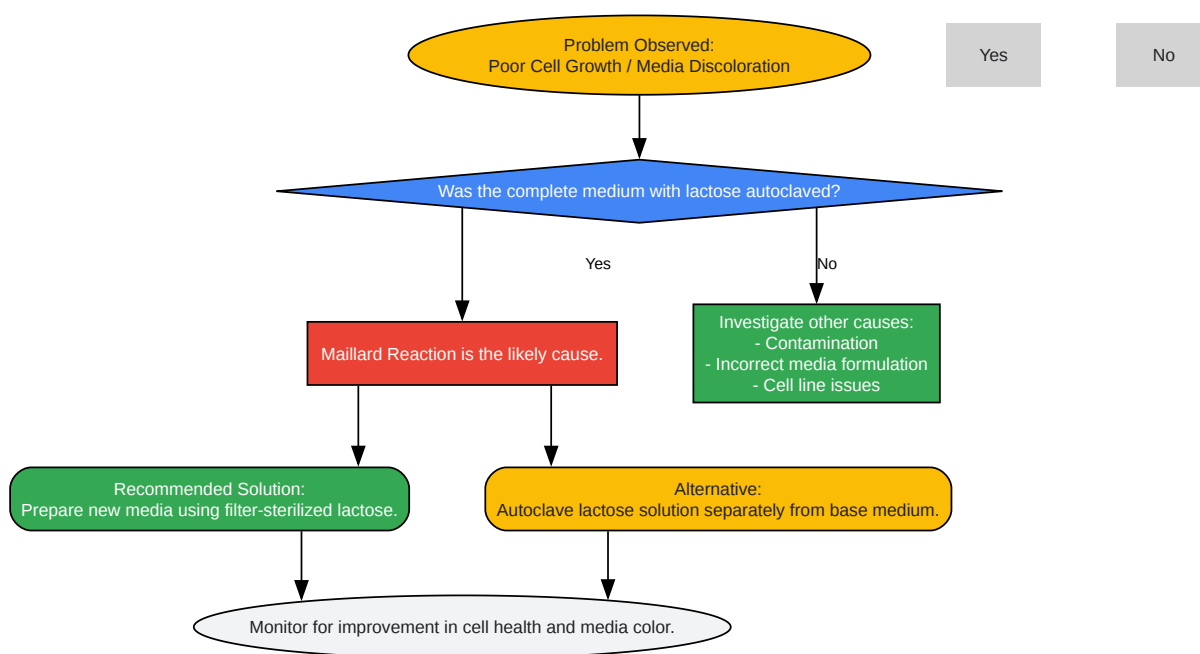 Problem Observed:
Poor Cell Growth / Media Discoloration
Yes
No
Was the complete medium with lactose autoclaved?
Yes
No
Maillard Reaction is the likely cause.
Investigate other causes:
- Contamination
- Incorrect media formulation
- Cell line issues
Recommended Solution:
Prepare new media using filter-sterilized lactose.
Alternative:
Autoclave lactose solution separately from base medium.
Monitor for improvement in cell health and media color.